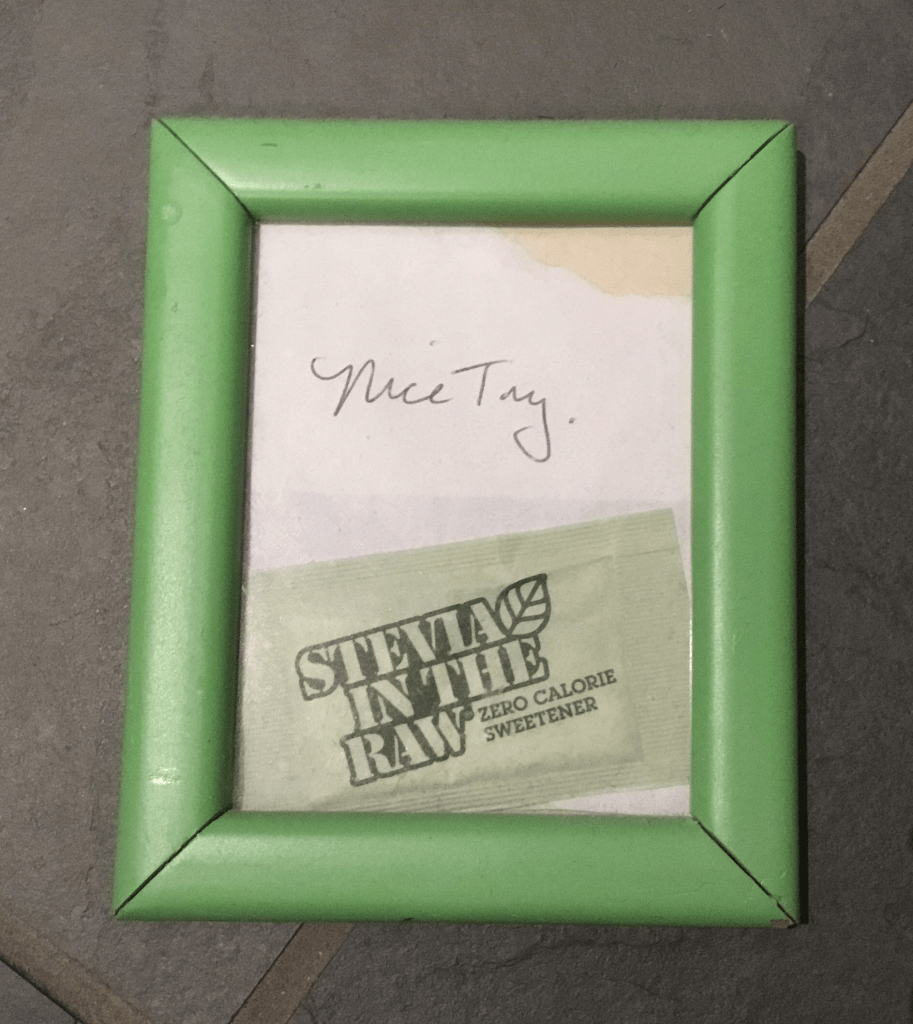 Nice Try.
STEVIA
IN THE
RAW®
ZERO CALORIE
SWEETENER